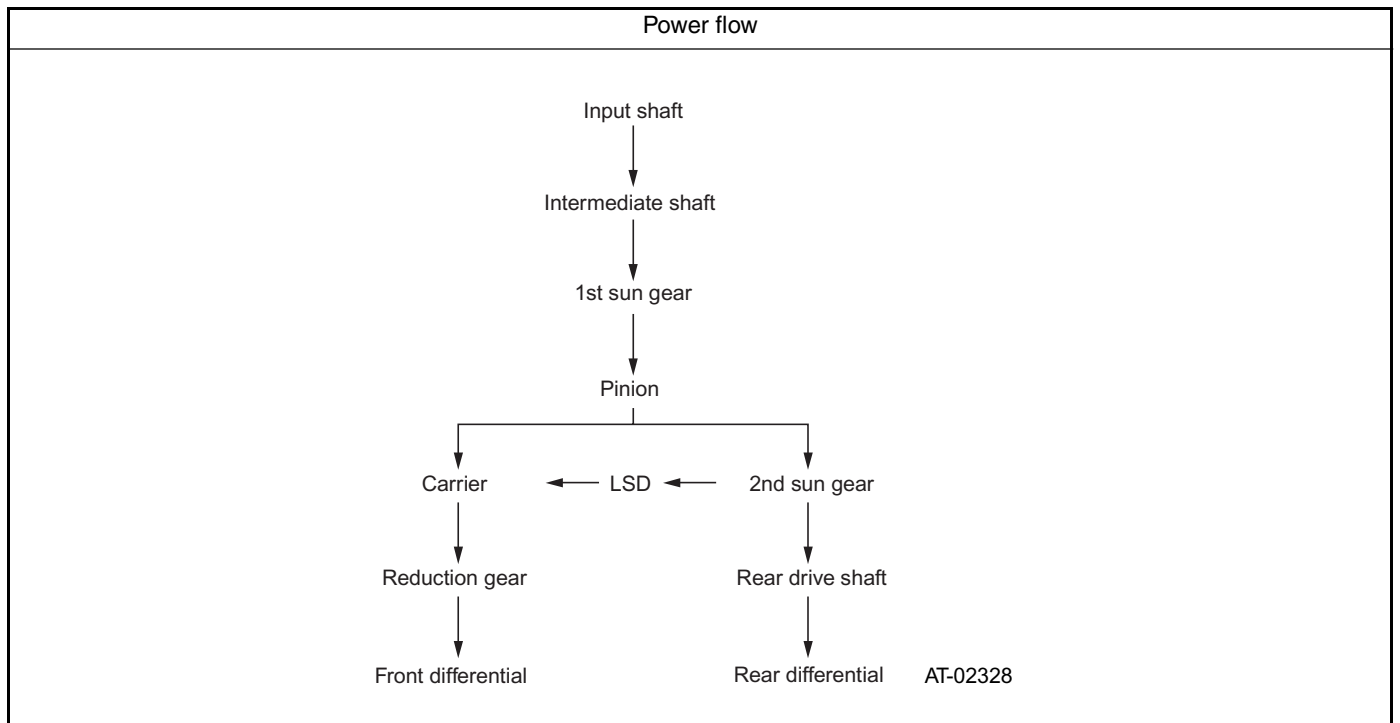 Power flow
Input shaft
Intermediate shaft
1st sun gear
Pinion
Carrier LSD 2nd sun gear
Reduction gear Rear drive shaft
Front differential Rear differential AT-02328